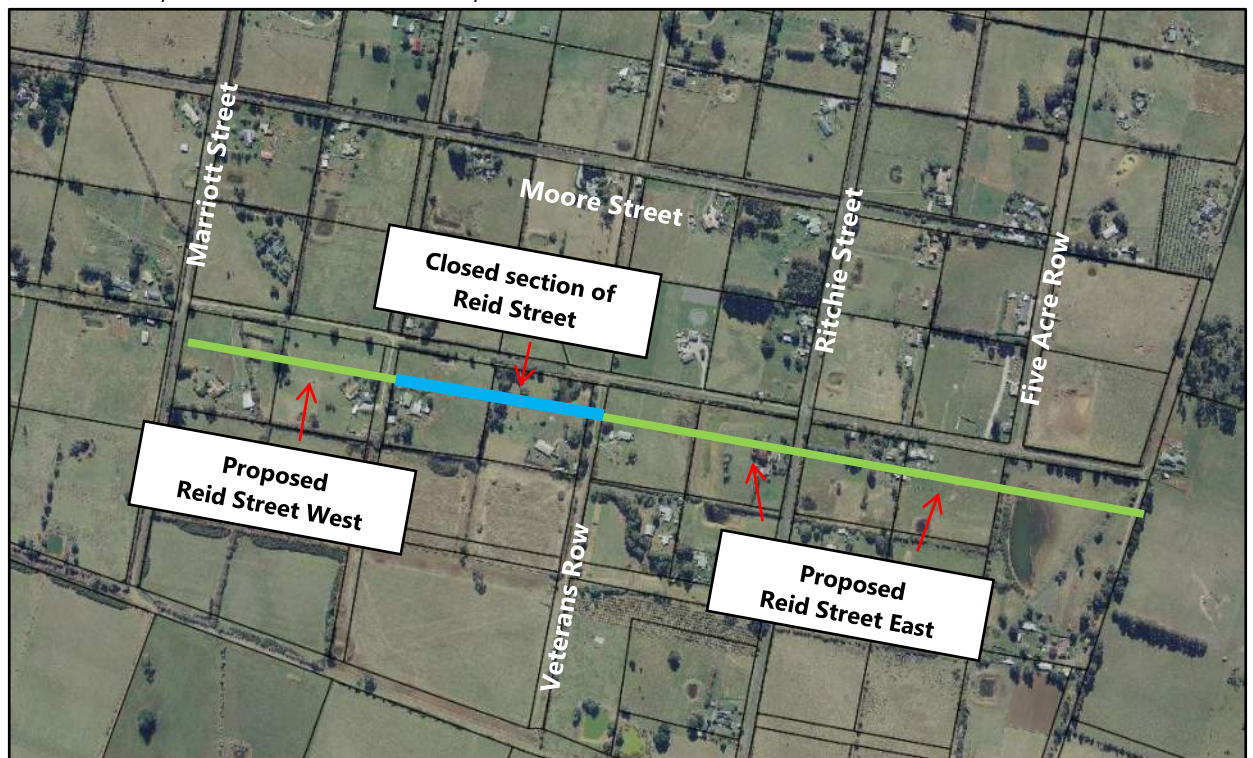 Marriott Street
Moore Street
Ritchie Street
Five Acre Row
Closed section of
Reid Street
Proposed
Reid Street West
Veterans Row
Proposed
Reid Street East